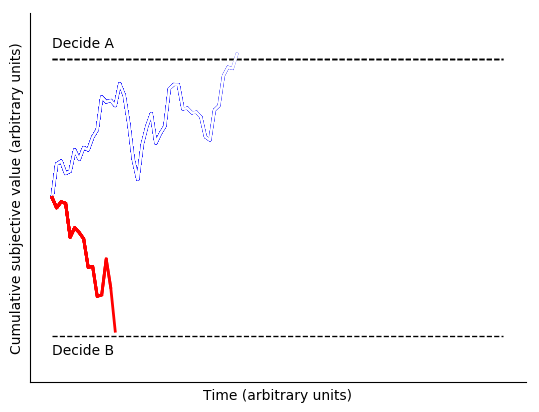 Decide A
Cumulative subjective value (arbitrary units)
Decide B
Time (arbitrary units)